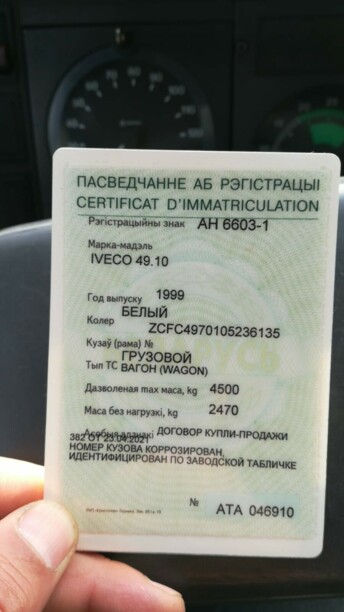 ПАСВЕДЧАННЕ АБ РЭГІСТРАЦЫІ
CERTIFICAT D'IMMATRICULATION
Рэгістрацыйны знак АН 6603-1
Марка-мадэль
IVECO 49.10
Год выпуску 1999
Колер БЕЛЫЙ
ZCFC4970105236135
Кузаў (рама) №
ГРУЗОВОЙ
Тып ТС ВАГОН (WAGON)
Дазволеная max маса, kg 4500
Маса без нагрузкі, kg 2470
Асобыя адзнакі ДОГОВОР КУПЛИ-ПРОДАЖИ
382 ОТ 23.04.2021
НОМЕР КУЗОВА КОРРОЗИРОВАН,
ИДЕНТИФИЦИРОВАН ПО ЗАВОДСКОЙ ТАБЛИЧКЕ
№ АТА 046910